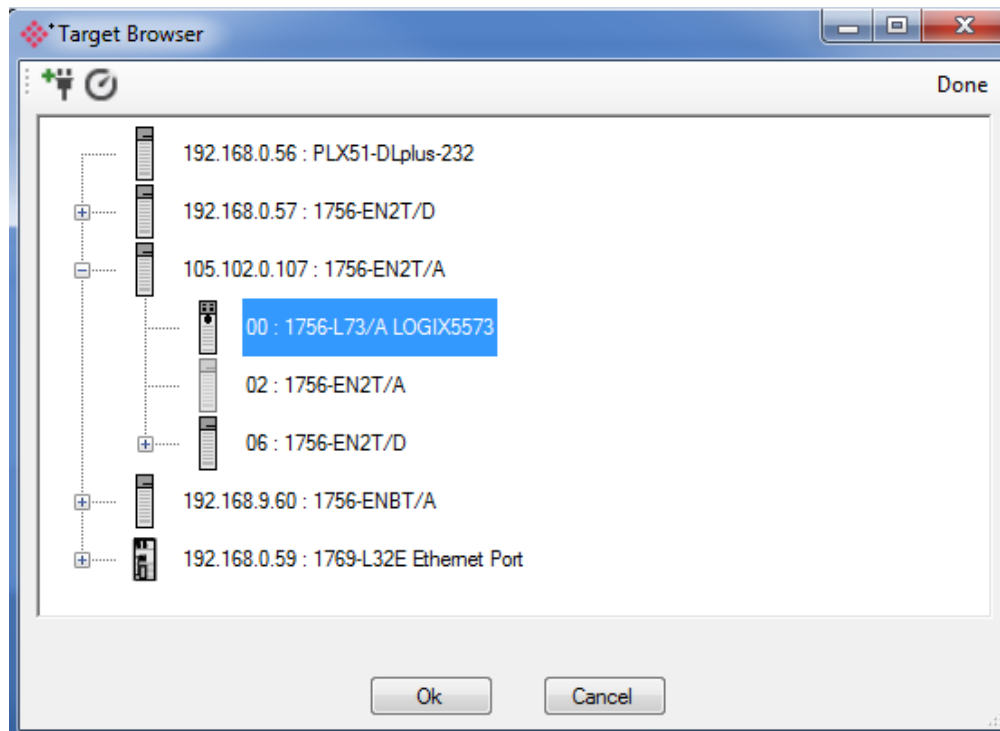 Target Browser
Done
192.168.0.56 : PLX51-DLplus-232
192.168.0.57 : 1756-EN2T/D
105.102.0.107 : 1756-EN2T/A
00 : 1756-L73/A LOGIX5573
02 : 1756-EN2T/A
06 : 1756-EN2T/D
192.168.9.60 : 1756-ENBT/A
192.168.0.59 : 1769-L32E Ethernet Port
Ok Cancel